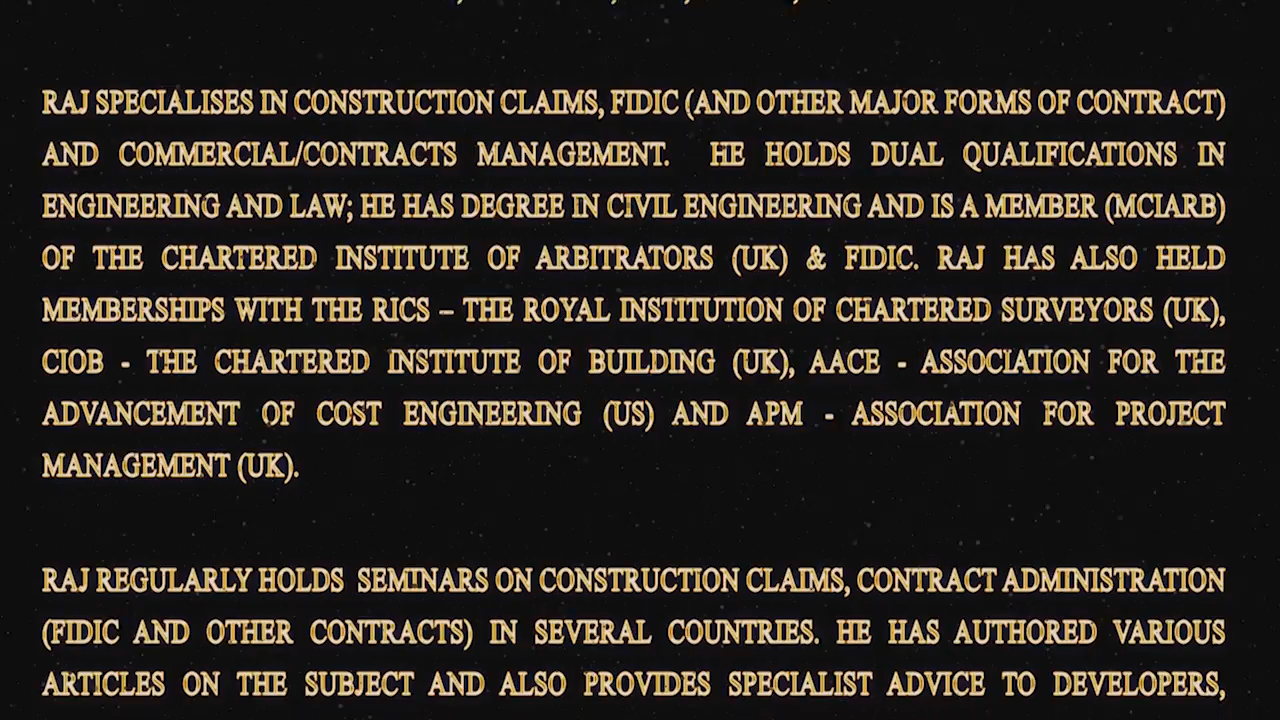 RAJ SPECIALISES IN CONSTRUCTION CLAIMS, FIDIC (AND OTHER MAJOR FORMS OF CONTRACT)
AND COMMERCIAL/CONTRACTS MANAGEMENT. HE HOLDS DUAL QUALIFICATIONS IN
ENGINEERING AND LAW; HE HAS DEGREE IN CIVIL ENGINEERING AND IS A MEMBER (MCIARB)
OF THE CHARTERED INSTITUTE OF ARBITRATORS (UK) & FIDIC. RAJ HAS ALSO HELD
MEMBERSHIPS WITH THE RICS – THE ROYAL INSTITUTION OF CHARTERED SURVEYORS (UK),
CIOB - THE CHARTERED INSTITUTE OF BUILDING (UK), AACE - ASSOCIATION FOR THE
ADVANCEMENT OF COST ENGINEERING (US) AND APM - ASSOCIATION FOR PROJECT
MANAGEMENT (UK).
RAJ REGULARLY HOLDS SEMINARS ON CONSTRUCTION CLAIMS, CONTRACT ADMINISTRATION
(FIDIC AND OTHER CONTRACTS) IN SEVERAL COUNTRIES. HE HAS AUTHORED VARIOUS
ARTICLES ON THE SUBJECT AND ALSO PROVIDES SPECIALIST ADVICE TO DEVELOPERS,